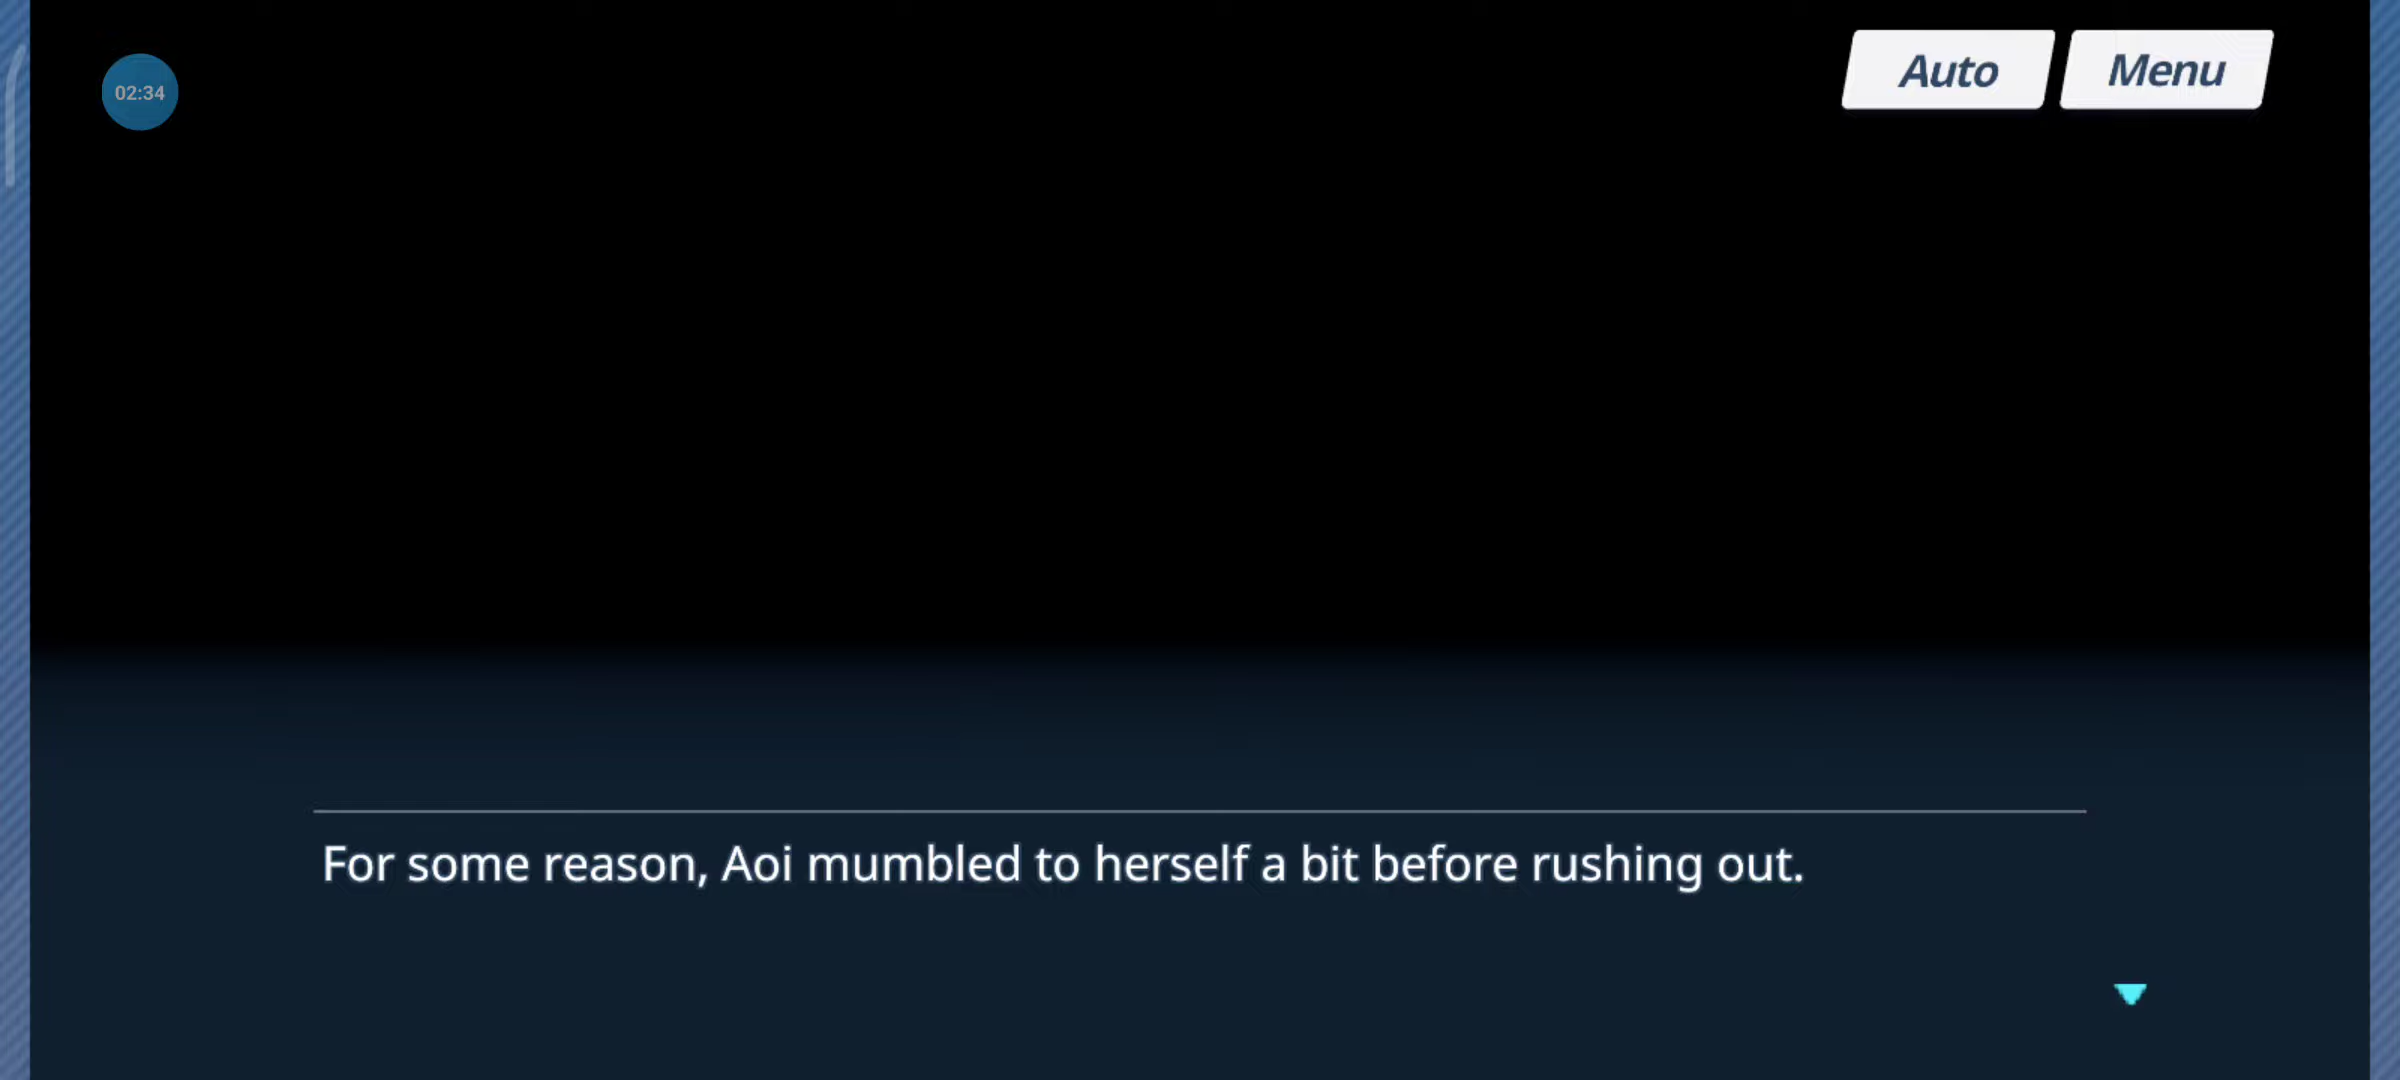 02:34
Auto
Menu
For some reason, Aoi mumbled to herself a bit before rushing out.